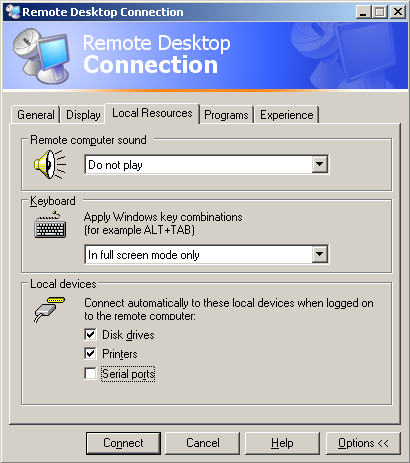 Remote Desktop Connection
Remote Desktop
Connection
General Display Local Resources Programs Experience
Remote computer sound
Do not play
Keyboard
Apply Windows key combinations
(for example ALT+TAB)
In full screen mode only
Local devices
Connect automatically to these local devices when logged on
to the remote computer:
Disk drives
Printers
Serial ports
Connect Cancel Help Options <<